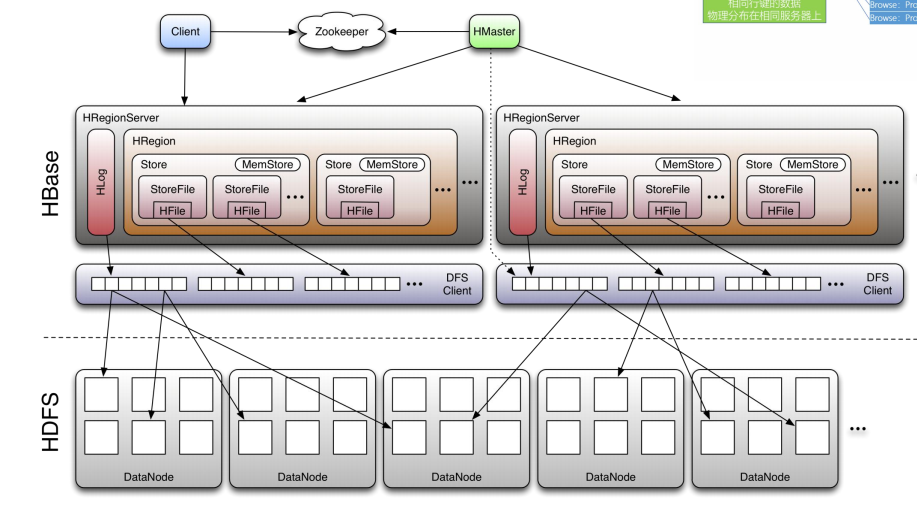 相同行键的数据
物理分布在相同服务器上
Browse: Pro
Browse: Pro
Client
Zookeeper
HMaster
HBase
HRegionServer
HLog
HRegion
Store
MemStore
StoreFile
HFile
StoreFile
HFile
...
Store
MemStore
StoreFile
HFile
...
...
HRegionServer
HLog
HRegion
Store
MemStore
StoreFile
HFile
StoreFile
HFile
...
Store
MemStore
StoreFile
HFile
...
...
...
DFS
Client
...
DFS
Client
HDFS
DataNode
DataNode
DataNode
DataNode
DataNode
...